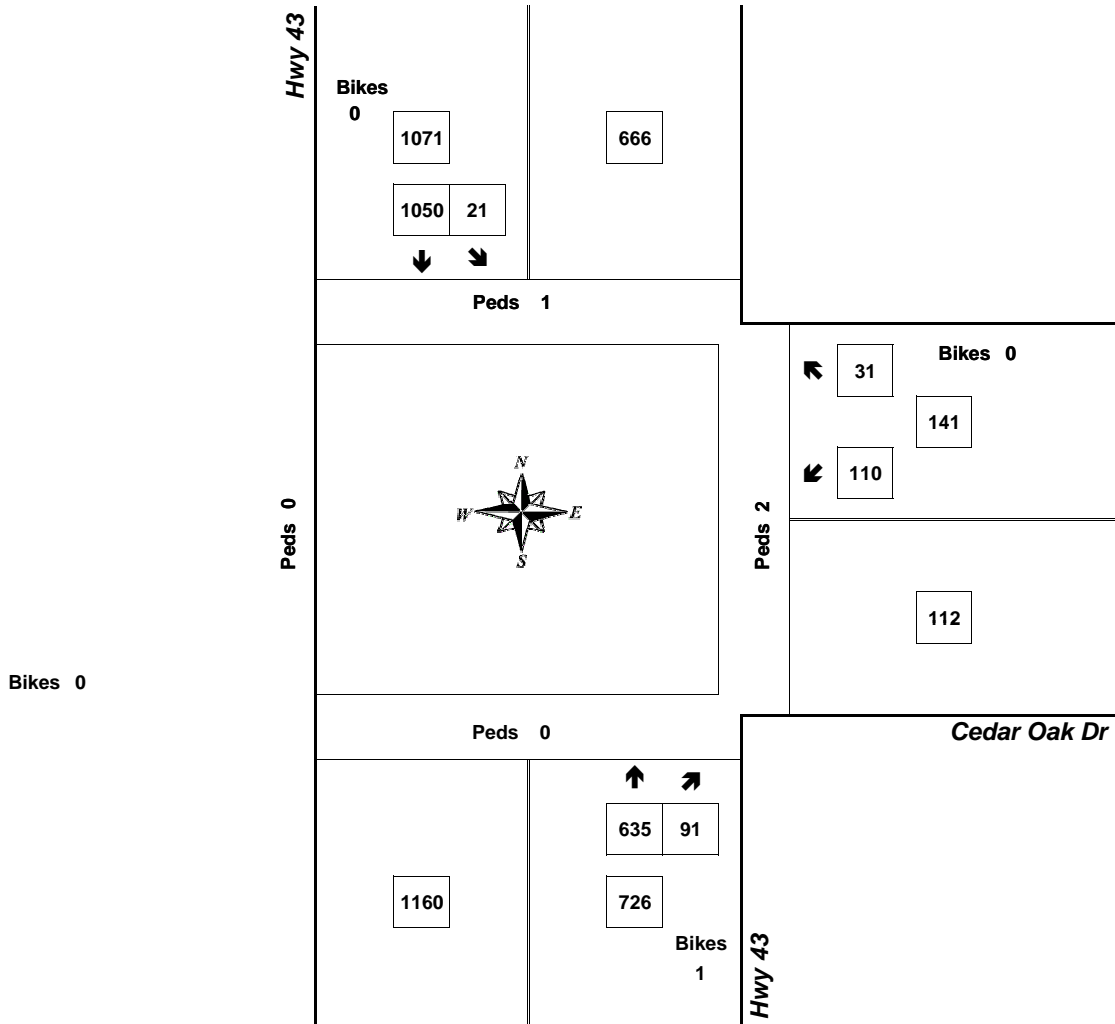 Hwy 43
Bikes
0
1071
666
1050 21
Peds 1
Bikes 0
31
141
110
N
W E
S
Peds 0
Peds 2
112
Bikes 0
Peds 0
Cedar Oak Dr
635 91
1160
726
Bikes
1
Hwy 43